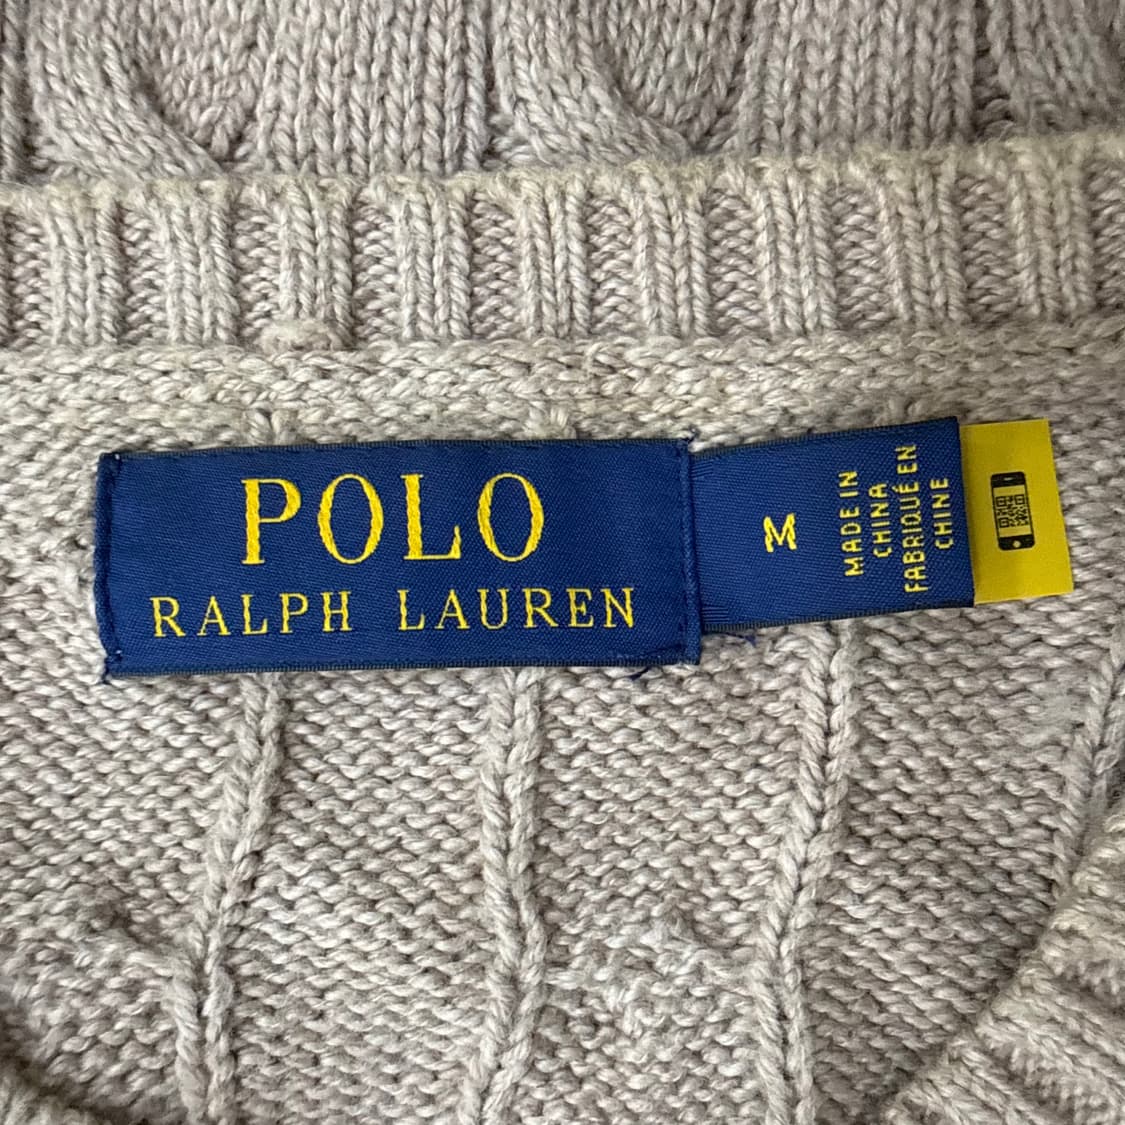 POLO
RALPH LAUREN
M
MADE IN
CHINA
FABRIQUÉ EN
CHINE